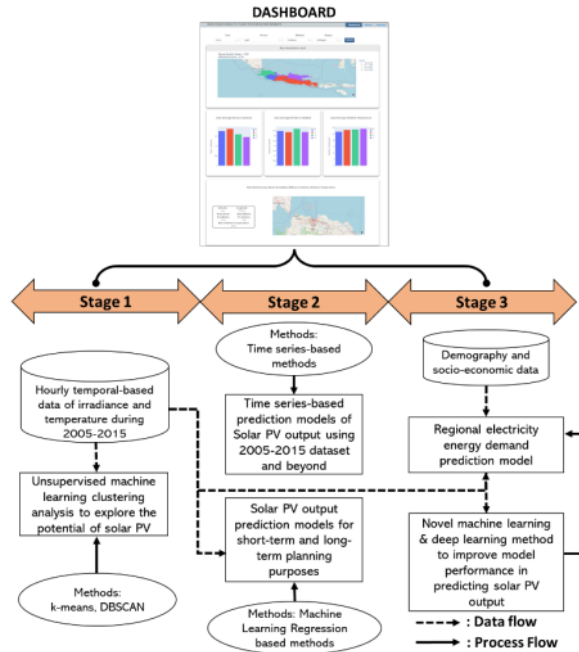 DASHBOARD
Stage 1
Stage 2
Stage 3
Hourly temporal-based
data of irradiance and
temperature during
2005-2015
Unsupervised machine
learning clustering
analysis to explore the
potential of solar PV
Methods:
k-means, DBSCAN
Methods:
Time series-based
methods
Time series-based
prediction models of
Solar PV output using
2005-2015 dataset and
beyond
Solar PV output
prediction models for
short-term and long-
term planning
purposes
Methods: Machine
Learning Regression
based methods
Demography and
socio-economic data
Regional electricity
energy demand
prediction model
Novel machine learning
& deep learning method
to improve model
performance in
predicting solar PV
output
: Data flow
: Process Flow